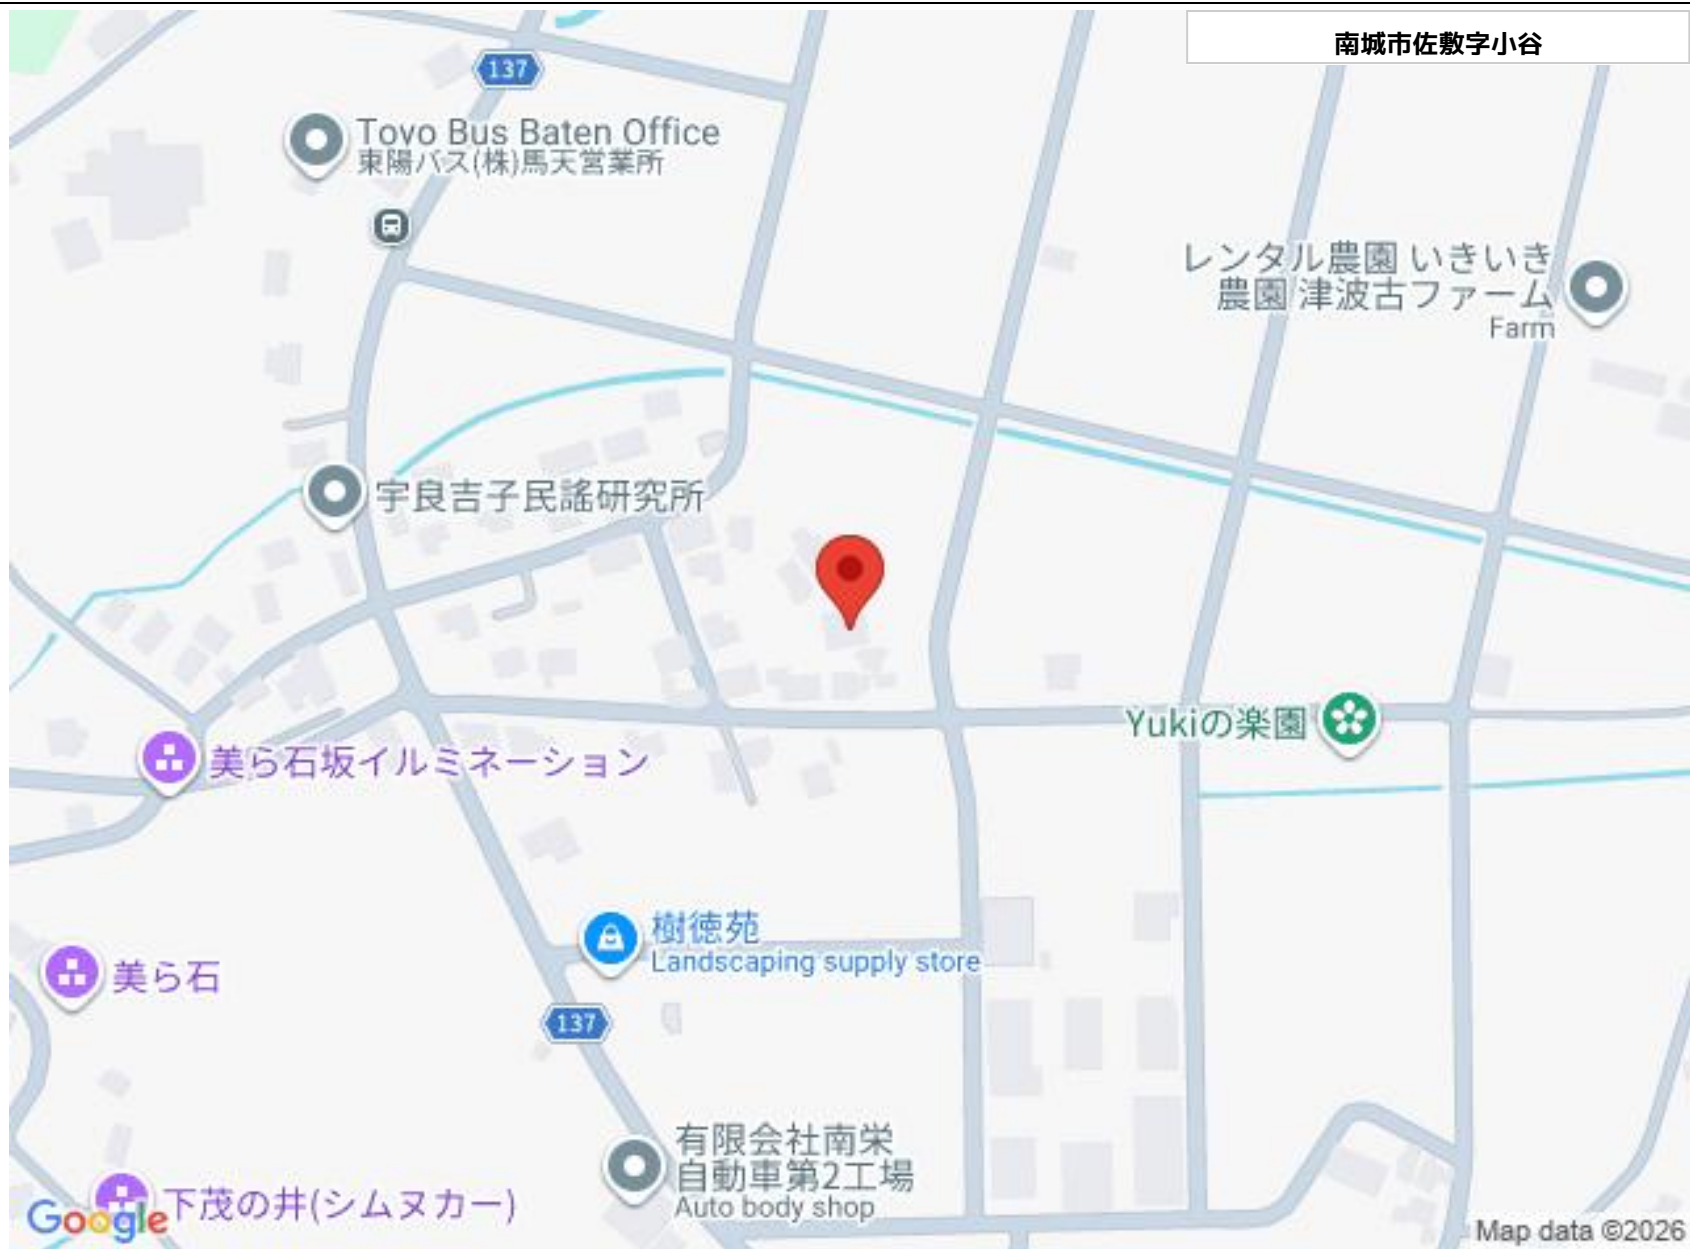 南城市佐敷字小谷
137
Toyo Bus Baten Office
東陽バス(株)馬天営業所
レンタル農園 いきいき
農園 津波古ファーム
Farm
宇良吉子民謡研究所
Yukiの楽園
美ら石坂イルミネーション
樹徳苑
Landscaping supply store
美ら石
137
有限会社南栄
自動車第2工場
Auto body shop
下茂の井(シムヌカー)
Google
Map data ©2026